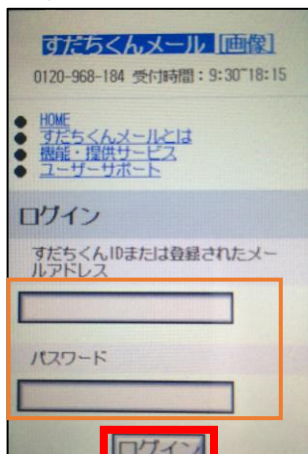 すだちくんメール [画像]
0120-968-184 受付時間：9:30~18:15
HOME
すだちくんメールとは
機能・提供サービス
ユーザーサポート
ログイン
すだちくんIDまたは登録されたメー
ルアドレス
パスワード
ログイン